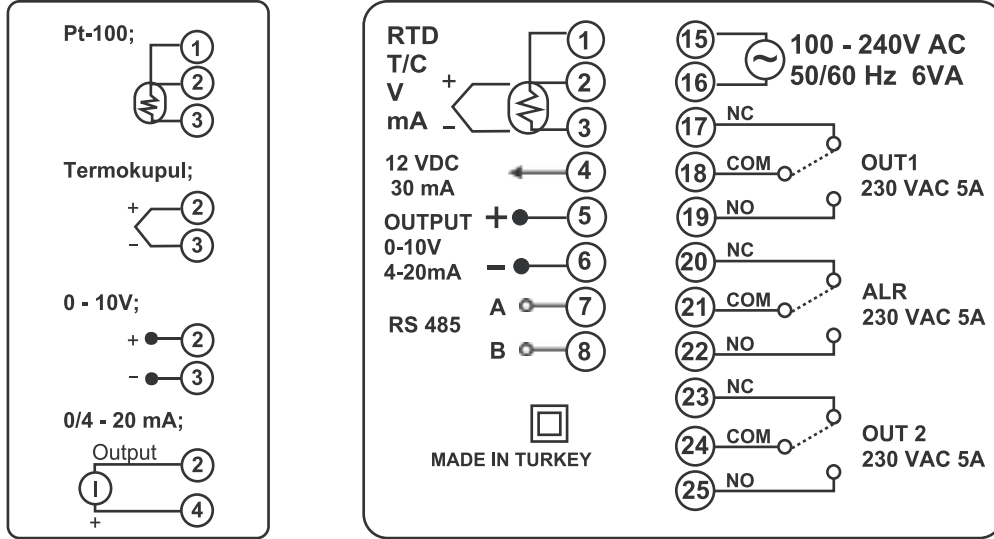 Pt-100;
1
2
3
Termokupul;
+ 2
– 3
0 - 10V;
+ 2
– 3
0/4 - 20 mA;
Output
2
I
4
+
RTD
T/C
V
mA
+
–
1
2
3
12 VDC
30 mA
4
OUTPUT
0-10V
4-20mA
+ 5
– 6
RS 485
A 7
B 8
MADE IN TURKEY
15
16
~
100 - 240V AC
50/60 Hz 6VA
17 NC
18 COM
19 NO
OUT1
230 VAC 5A
20 NC
21 COM
22 NO
ALR
230 VAC 5A
23 NC
24 COM
25 NO
OUT 2
230 VAC 5A